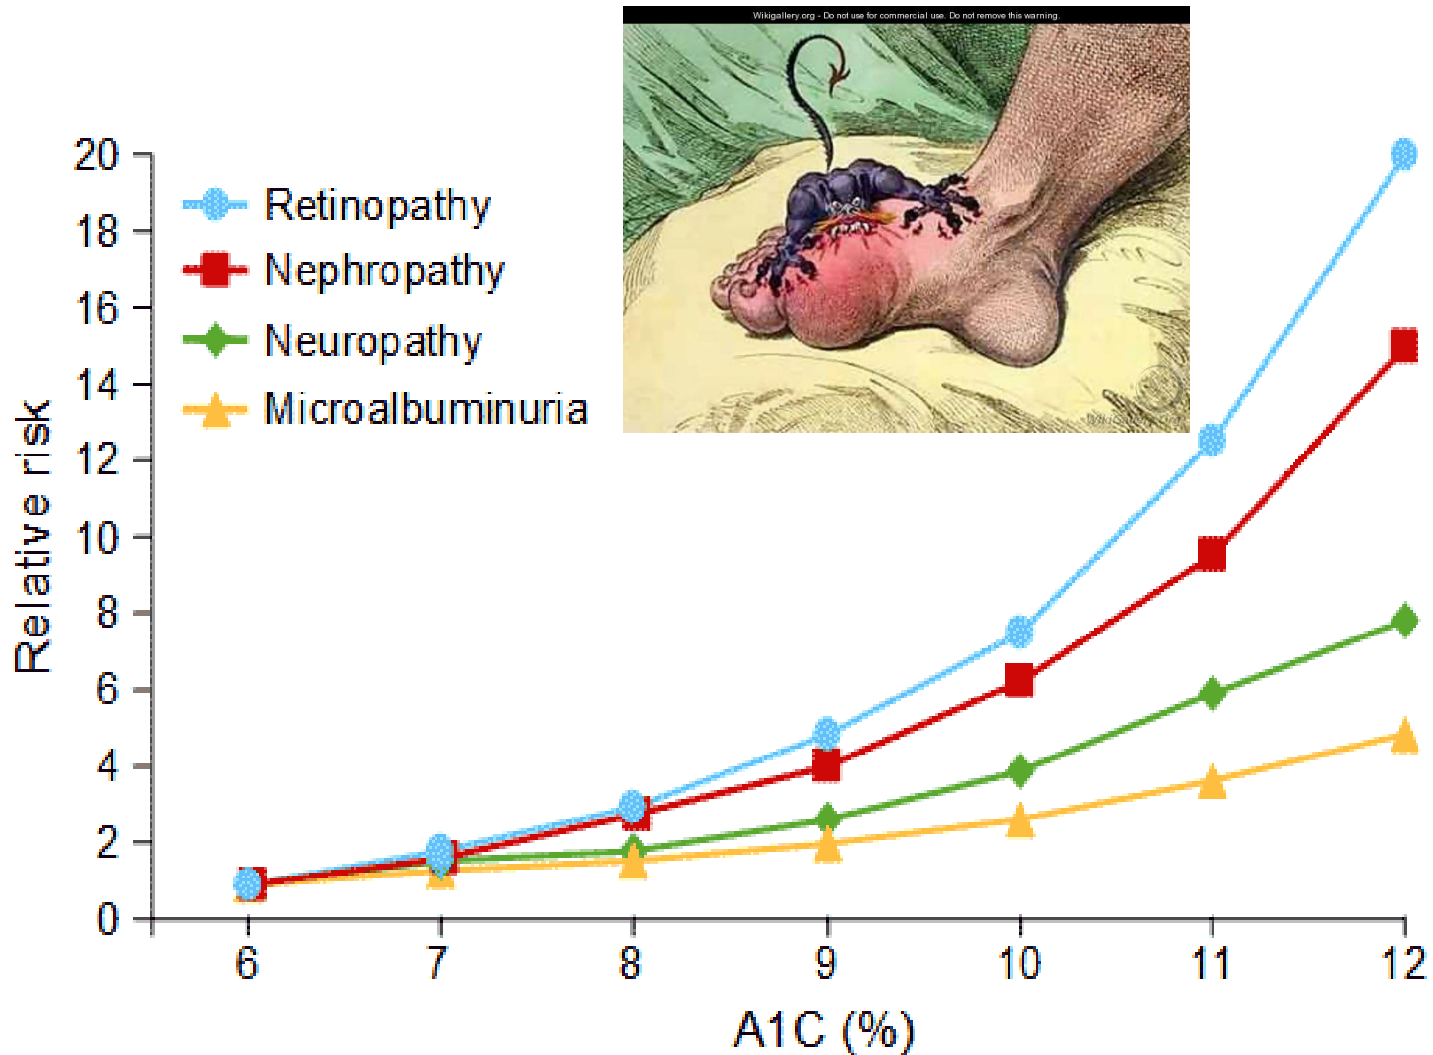 Wikigallery.org - Do not use for commercial use. Do not remove this warning.
20
18
16
14
12
10
8
6
4
2
0
Relative risk
Retinopathy
Nephropathy
Neuropathy
Microalbuminuria
6 7 8 9 10 11 12
A1C (%)